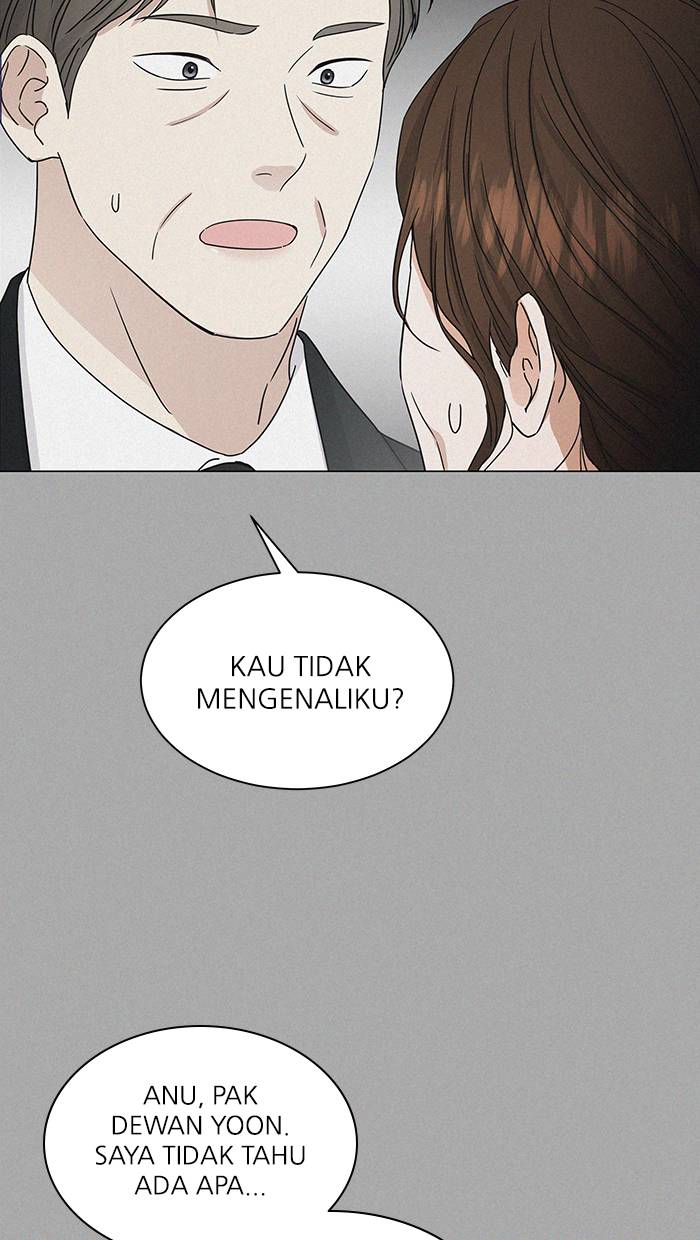 KAU TIDAK
MENGENALIKU?
ANU, PAK
DEWAN YOON.
SAYA TIDAK TAHU
ADA APA...